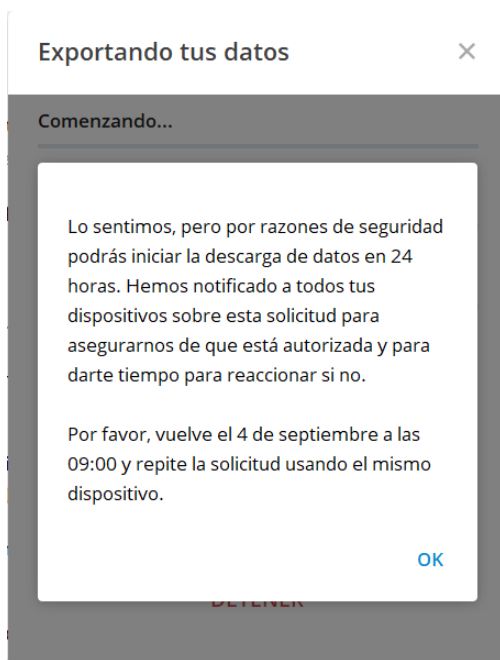 Exportando tus datos
Comenzando...
Lo sentimos, pero por razones de seguridad
podrás iniciar la descarga de datos en 24
horas. Hemos notificado a todos tus
dispositivos sobre esta solicitud para
asegurarnos de que está autorizada y para
darte tiempo para reaccionar si no.
Por favor, vuelve el 4 de septiembre a las
09:00 y repite la solicitud usando el mismo
dispositivo.
OK
DETENER